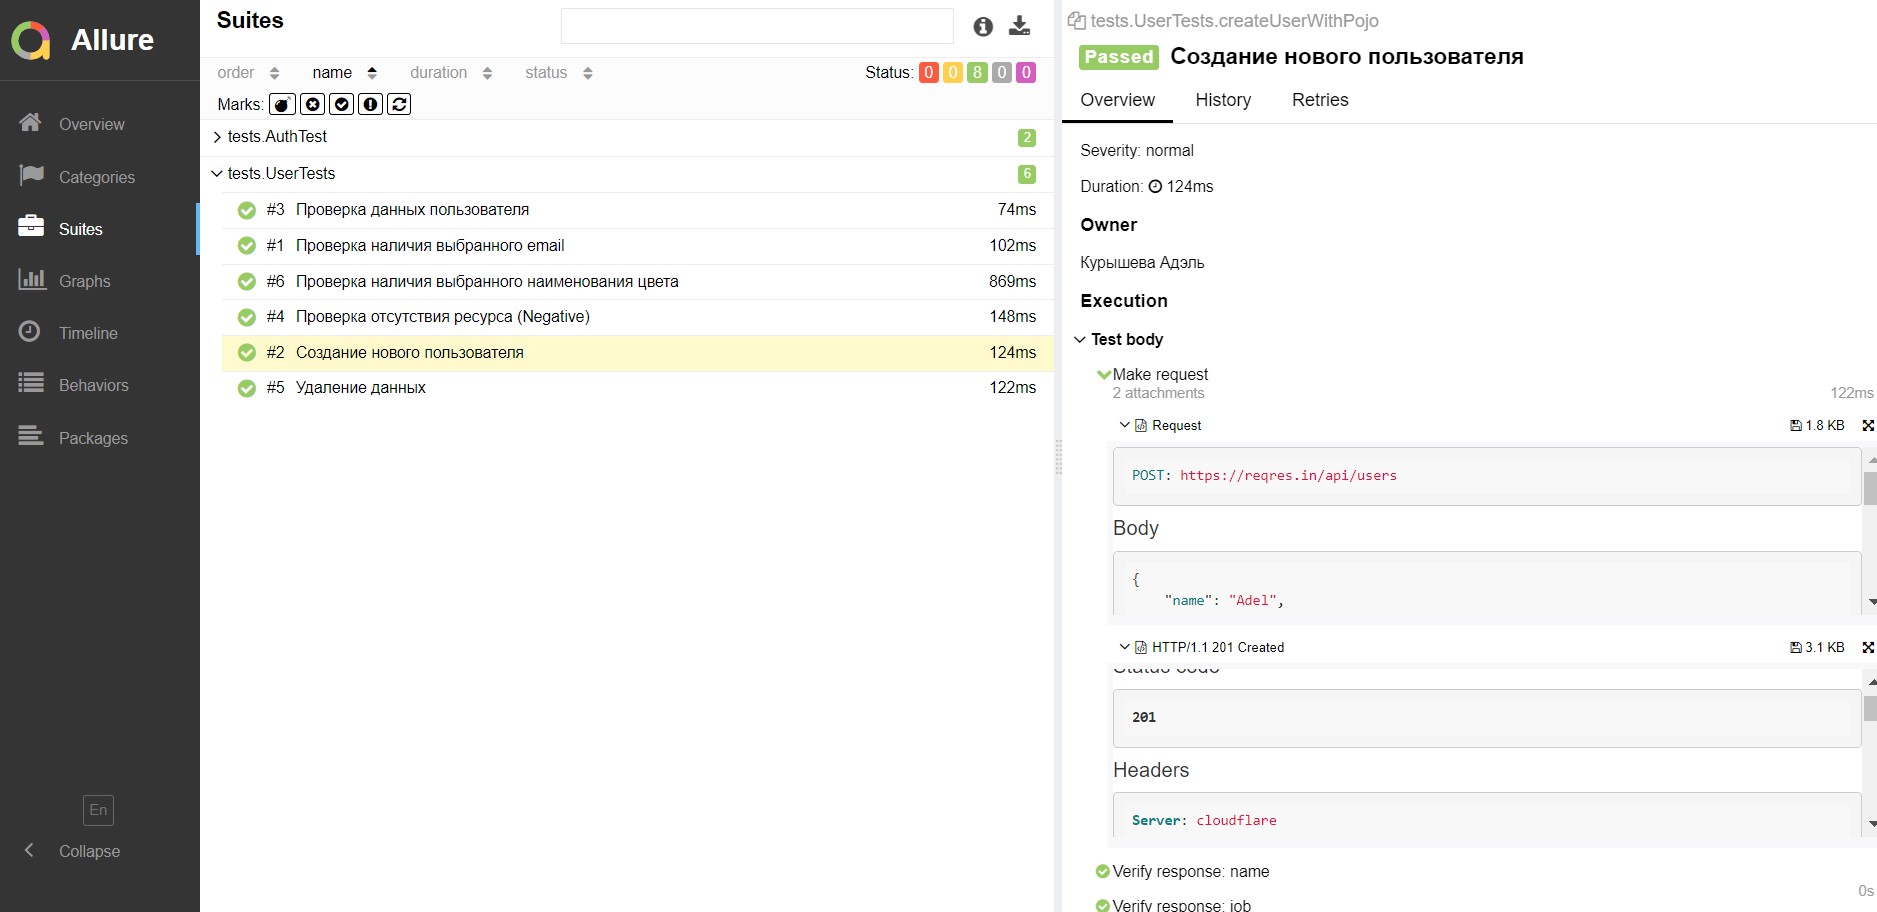 Allure
Overview
Categories
Suites
Graphs
Timeline
Behaviors
Packages
En
Collapse
Suites
order name duration status
Status: 0 0 8 0 0
Marks:
tests.AuthTest 2
tests.UserTests 6
#3 Проверка данных пользователя 74ms
#1 Проверка наличия выбранного email 102ms
#6 Проверка наличия выбранного наименования цвета 869ms
#4 Проверка отсутствия ресурса (Negative) 148ms
#2 Создание нового пользователя 124ms
#5 Удаление данных 122ms
tests.UserTests.createUserWithPojo
Passed Создание нового пользователя
Overview History Retries
Severity: normal
Duration: 124ms
Owner
Курышева Адэль
Execution
Test body
Make request
2 attachments 122ms
Request 1.8 KB
POST: https://reqres.in/api/users
Body
{
"name": "Adel",
HTTP/1.1 201 Created 3.1 KB
Status code
201
Headers
Server: cloudflare
Verify response: name
0s
Verify response: job